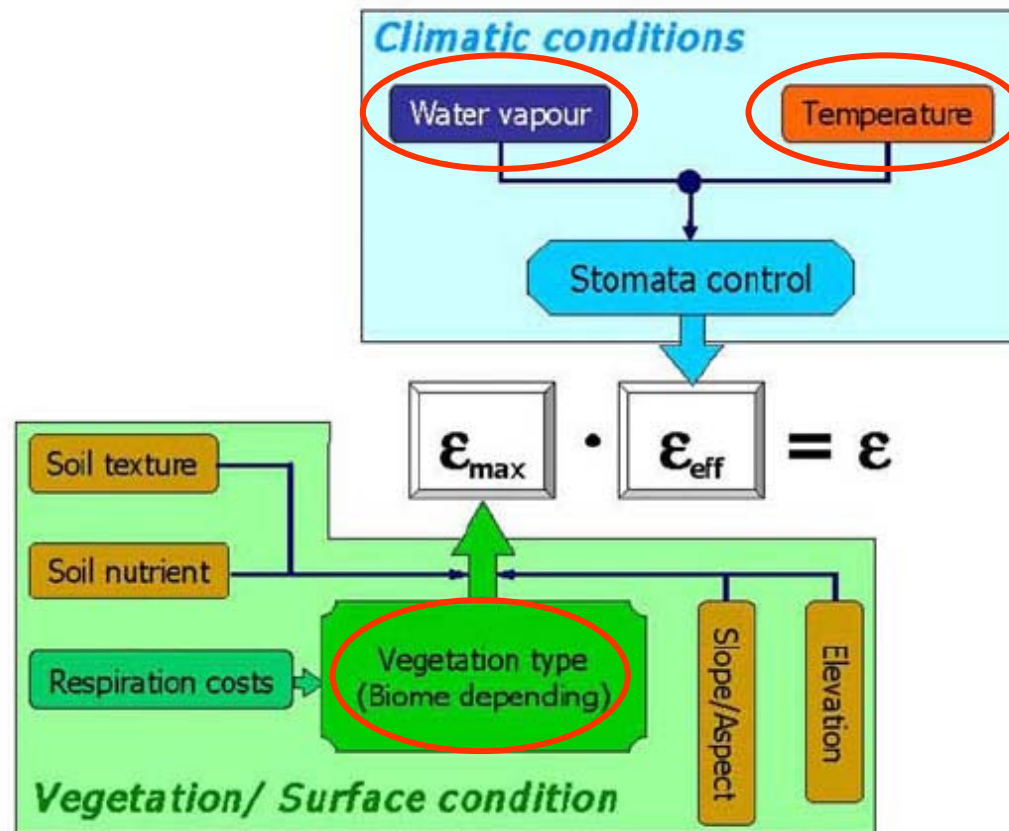 Climatic conditions
Water vapour
Temperature
Stomata control
εmax · εeff = ε
Soil texture
Soil nutrient
Respiration costs
Vegetation type
(Biome depending)
Slope/Aspect
Elevation
Vegetation/ Surface condition